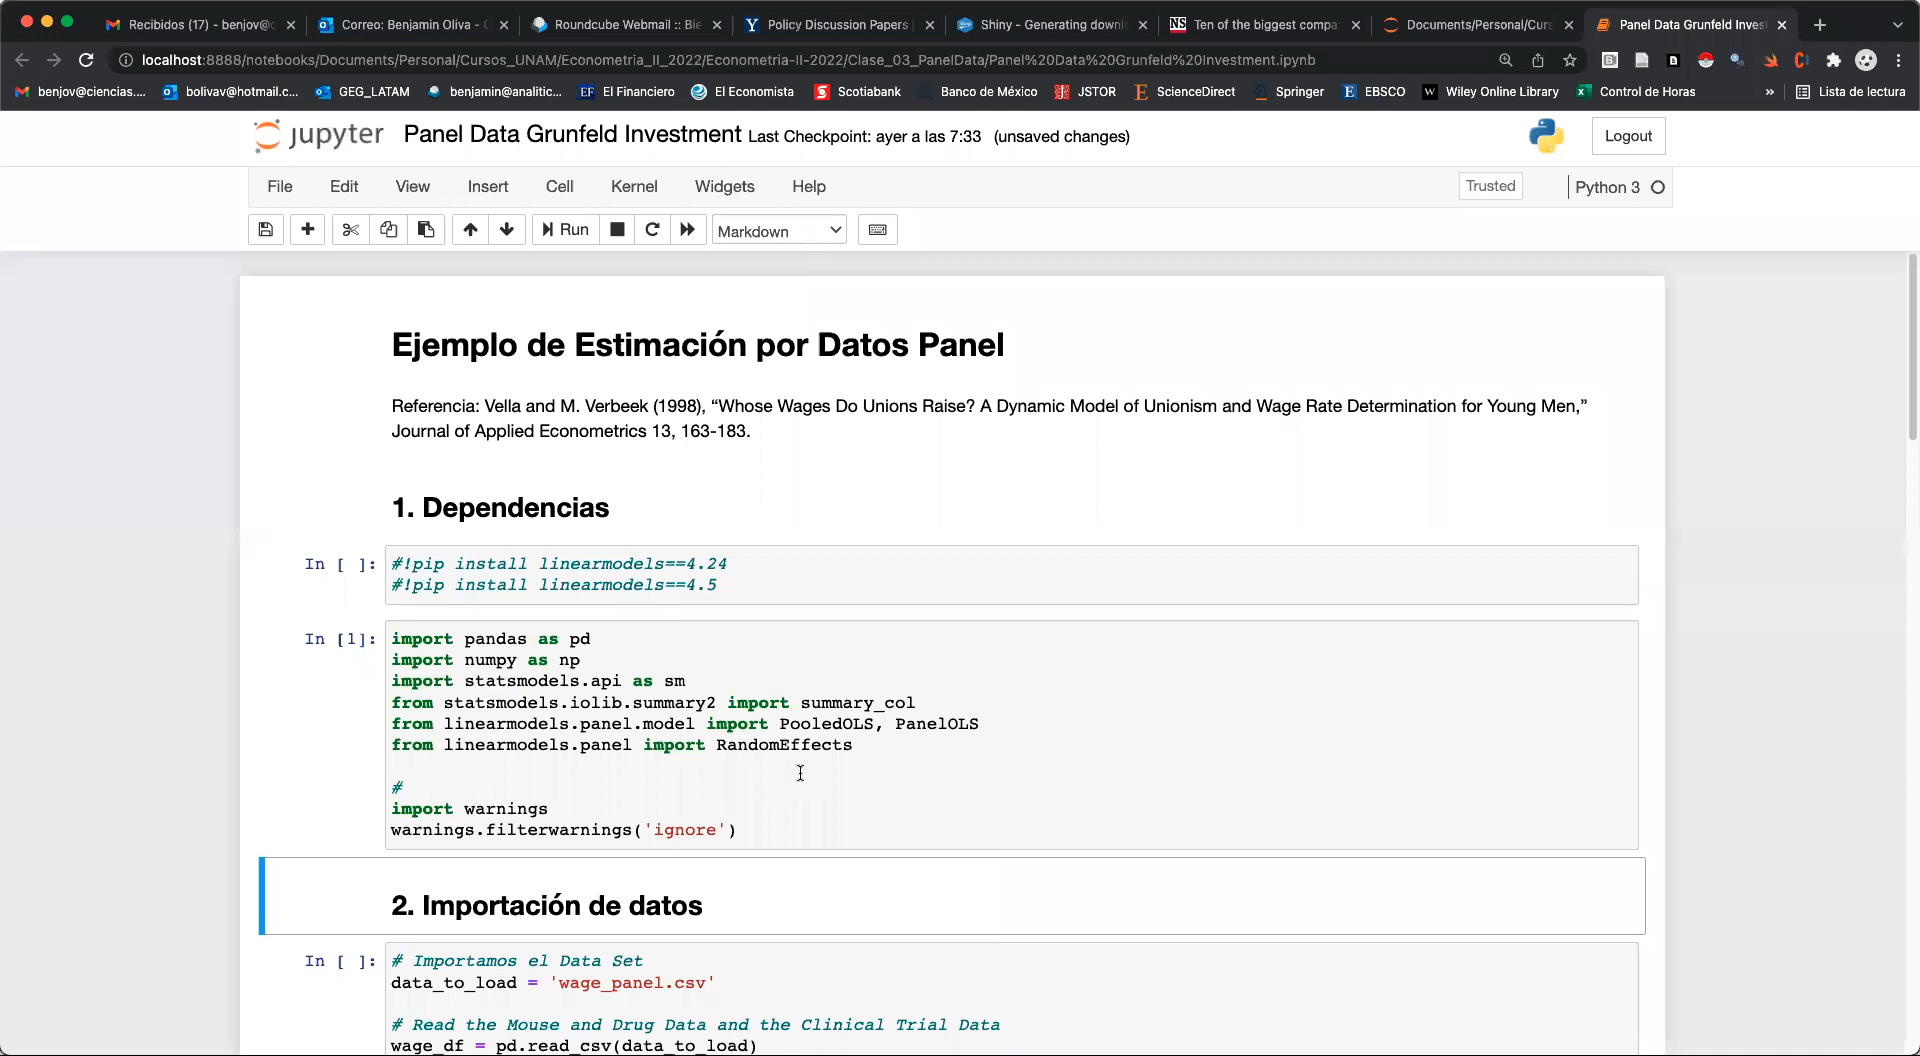 Recibidos (17) - benjov@c
Correo: Benjamin Oliva - C
Roundcube Webmail :: Bie
Policy Discussion Papers
Shiny - Generating downl
Ten of the biggest compa
Documents/Personal/Curs
Panel Data Grunfeld Invest
localhost:8888/notebooks/Documents/Personal/Cursos_UNAM/Econometria_II_2022/Econometria-II-2022/Clase_03_PanelData/Panel%20Data%20Grunfeld%20Investment.ipynb
benjov@ciencias.... bolivav@hotmail.c... GEG_LATAM benjamin@analitic... El Financiero El Economista Scotiabank Banco de México JSTOR ScienceDirect Springer EBSCO Wiley Online Library Control de Horas » Lista de lectura
jupyter Panel Data Grunfeld Investment Last Checkpoint: ayer a las 7:33 (unsaved changes) Logout
File Edit View Insert Cell Kernel Widgets Help Trusted Python 3
Run Markdown
Ejemplo de Estimación por Datos Panel
Referencia: Vella and M. Verbeek (1998), “Whose Wages Do Unions Raise? A Dynamic Model of Unionism and Wage Rate Determination for Young Men,”
Journal of Applied Econometrics 13, 163-183.
1. Dependencias
In [ ]: #!pip install linearmodels==4.24
#!pip install linearmodels==4.5
In [1]: import pandas as pd
import numpy as np
import statsmodels.api as sm
from statsmodels.iolib.summary2 import summary_col
from linearmodels.panel.model import PooledOLS, PanelOLS
from linearmodels.panel import RandomEffects
#
import warnings
warnings.filterwarnings('ignore')
2. Importación de datos
In [ ]: # Importamos el Data Set
data_to_load = 'wage_panel.csv'
# Read the Mouse and Drug Data and the Clinical Trial Data
wage_df = pd.read_csv(data_to_load)